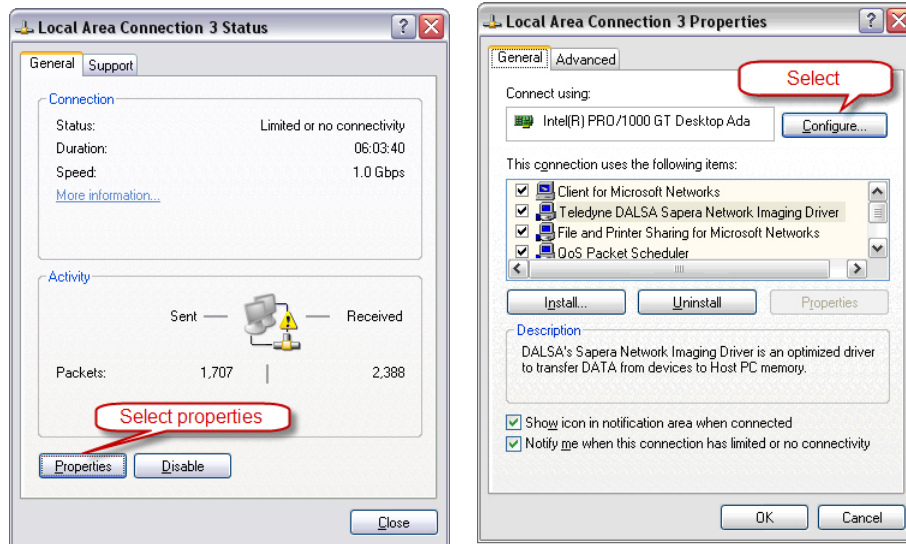 Local Area Connection 3 Status
General
Support
Connection
Status: Limited or no connectivity
Duration: 06:03:40
Speed: 1.0 Gbps
More information...
Activity
Sent
Received
Packets: 1,707 2,388
Select properties
Properties
Disable
Close
Local Area Connection 3 Properties
General
Advanced
Select
Connect using:
Intel(R) PRO/1000 GT Desktop Ada
Configure...
This connection uses the following items:
Client for Microsoft Networks
Teledyne DALSA Sapera Network Imaging Driver
File and Printer Sharing for Microsoft Networks
QoS Packet Scheduler
Install...
Uninstall
Properties
Description
DALSA's Sapera Network Imaging Driver is an optimized driver
to transfer DATA from devices to Host PC memory.
Show icon in notification area when connected
Notify me when this connection has limited or no connectivity
OK
Cancel